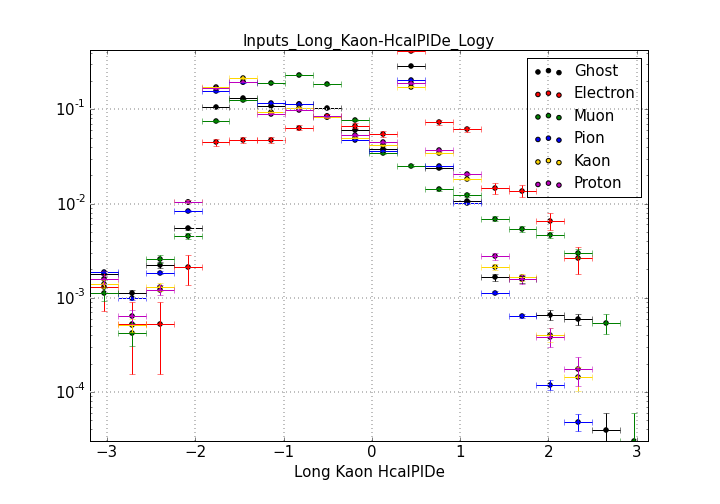 Inputs_Long_Kaon-HcalPIDe_Logy
Ghost
Electron
Muon
Pion
Kaon
Proton
10^-1
10^-2
10^-3
10^-4
−3 −2 −1 0 1 2 3
Long Kaon HcalPIDe